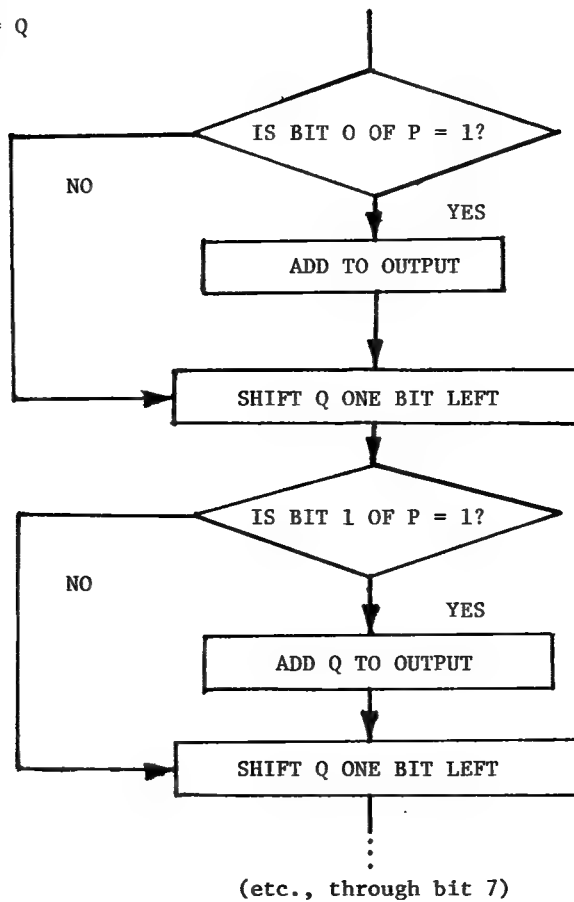 = Q
IS BIT 0 OF P = 1?
NO
YES
ADD TO OUTPUT
SHIFT Q ONE BIT LEFT
IS BIT 1 OF P = 1?
NO
YES
ADD Q TO OUTPUT
SHIFT Q ONE BIT LEFT
(etc., through bit 7)